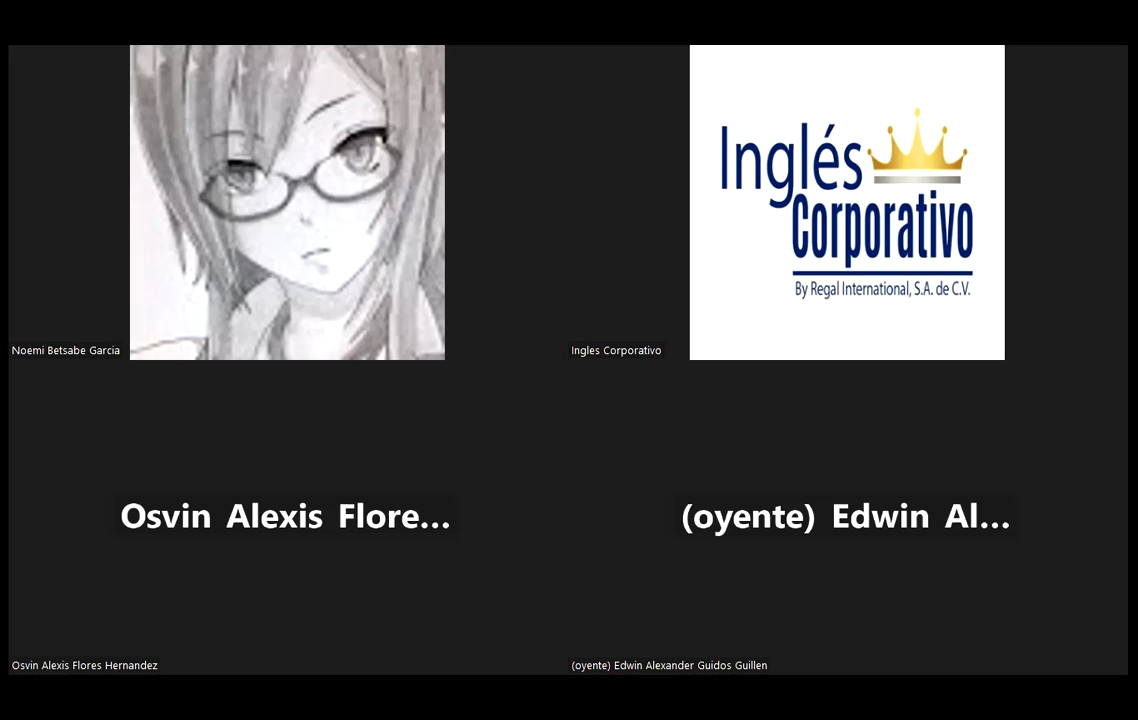 Noemi Betsabe Garcia
Inglés
Corporativo
By Regal International, S.A. de C.V.
Ingles Corporativo
Osvin Alexis Flore...
(oyente) Edwin Al...
Osvin Alexis Flores Hernandez
(oyente) Edwin Alexander Guidos Guillen